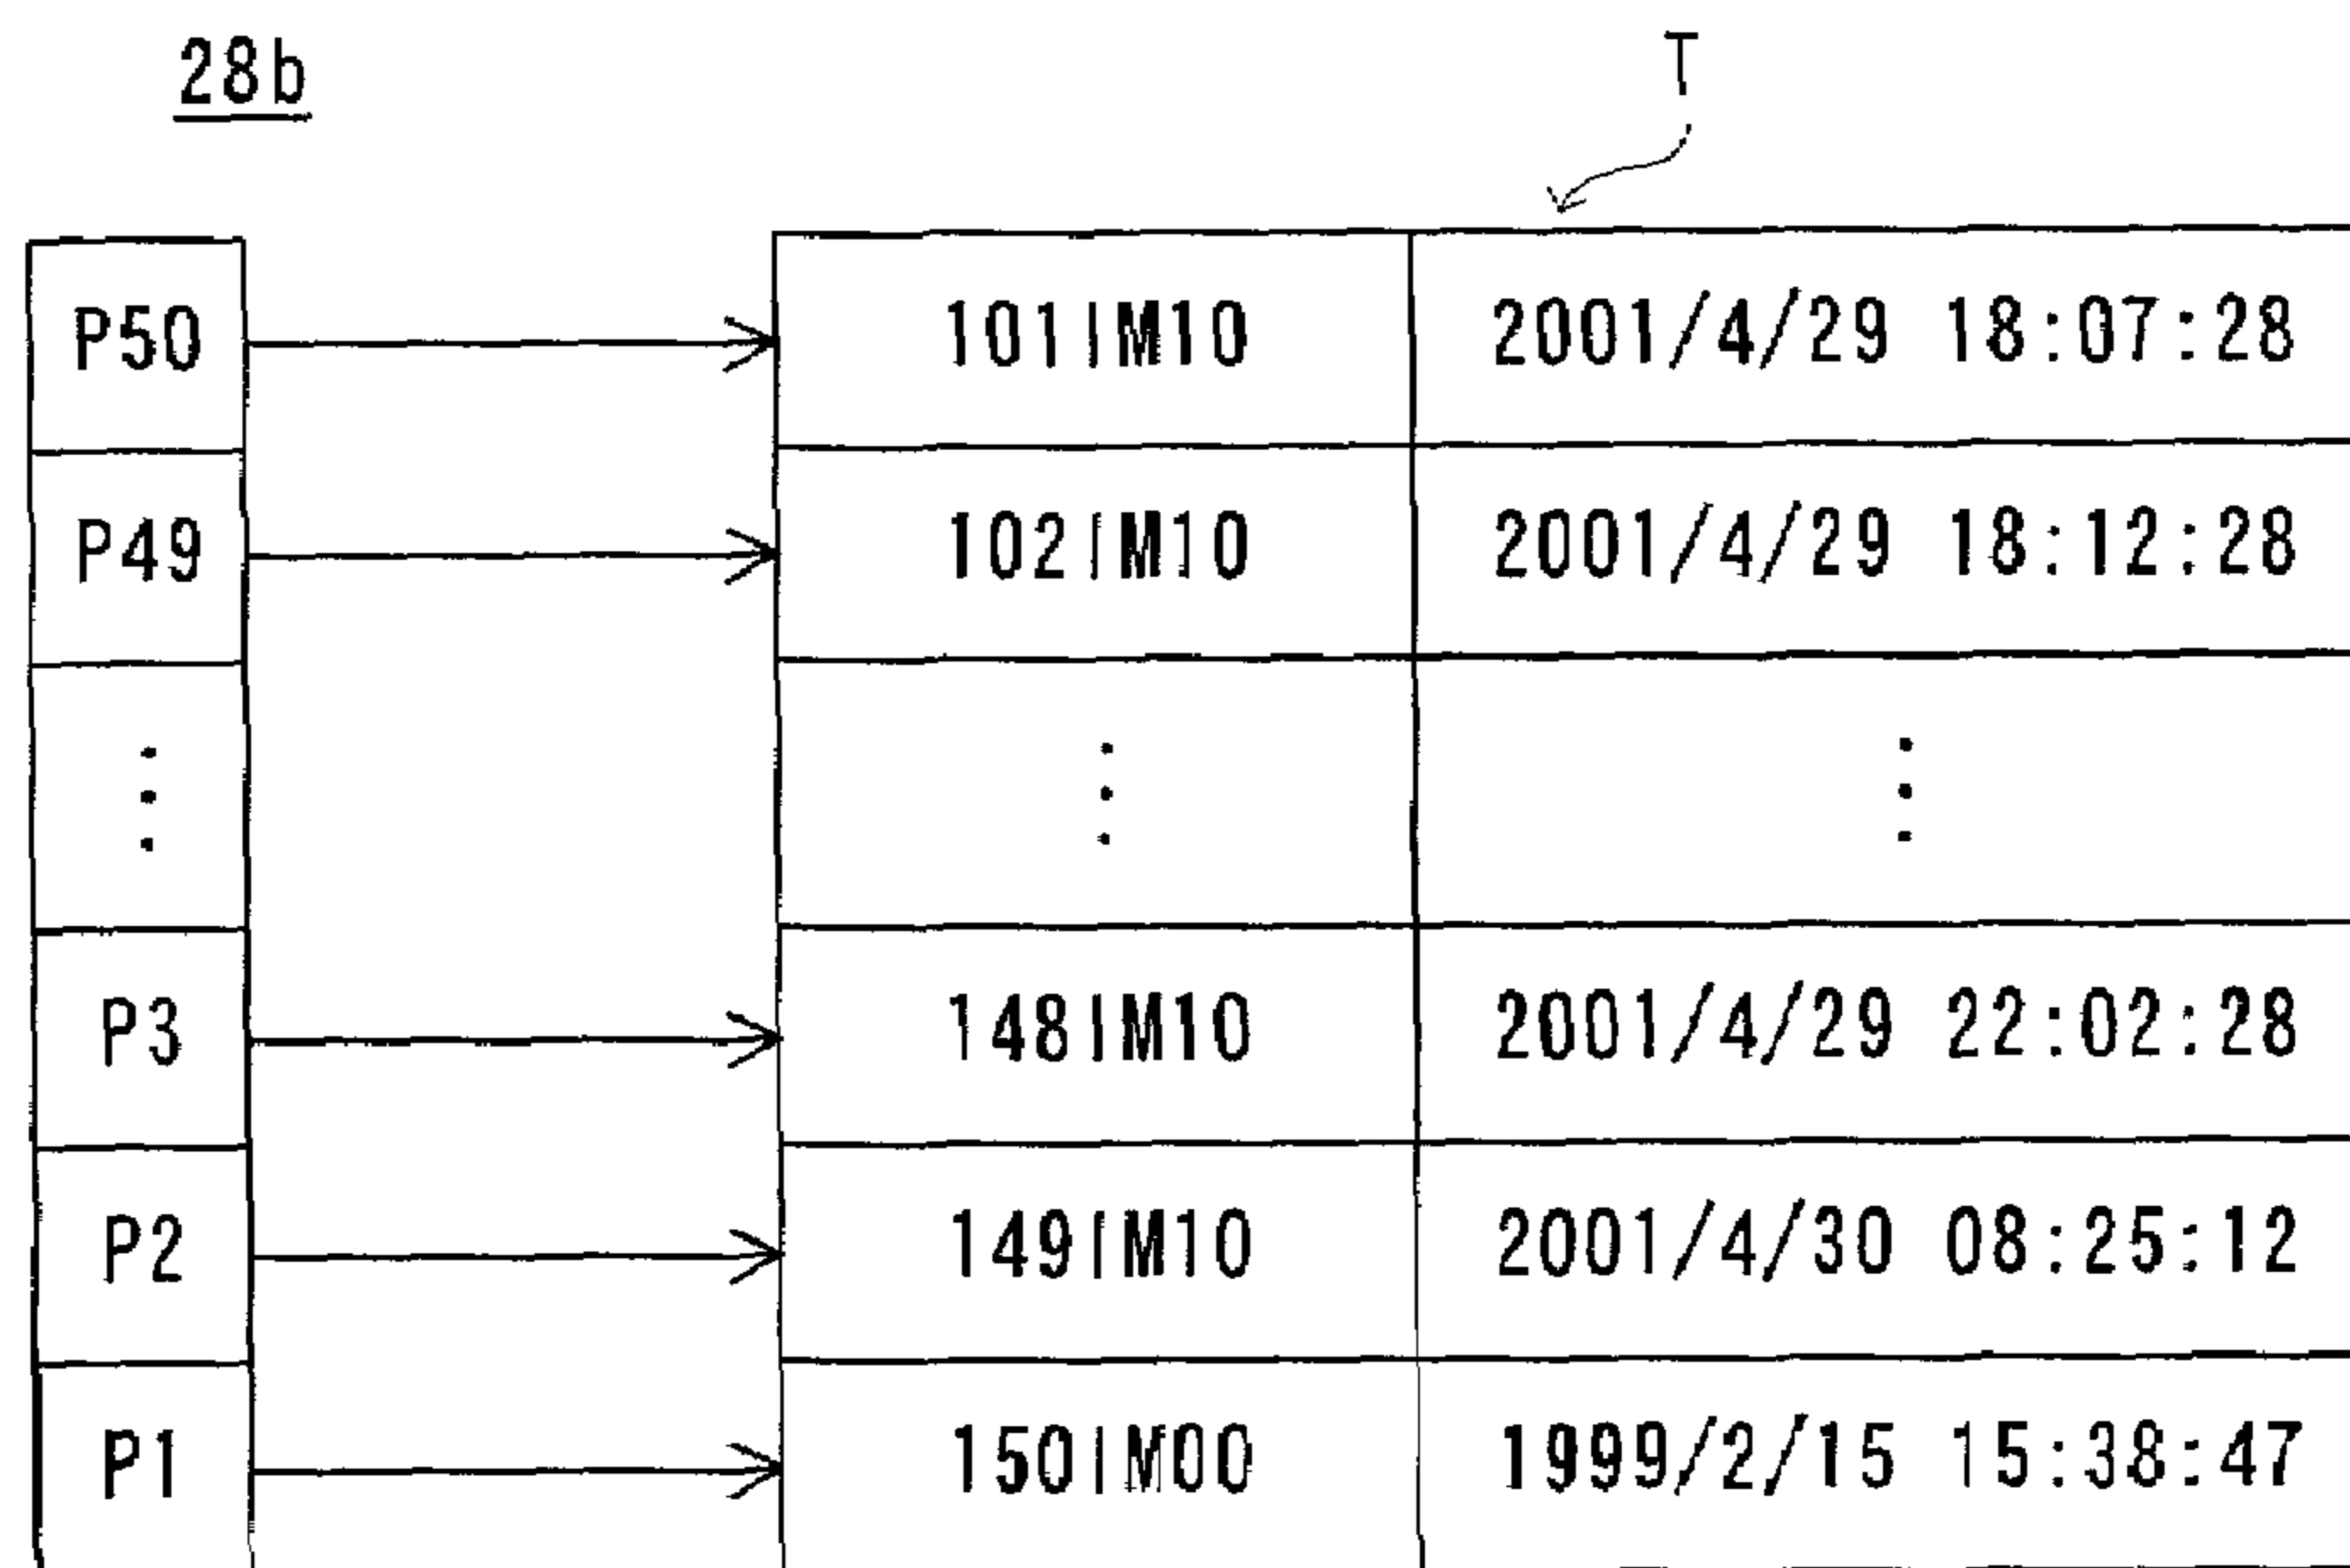 28b
T
P50 101IM10 2001/4/29 18:07:28
P49 102IM10 2001/4/29 18:12:28
⋮ ⋮ ⋮
P3 148IM10 2001/4/29 22:02:28
P2 149IM10 2001/4/30 08:25:12
P1 150IM00 1999/2/15 15:38:47